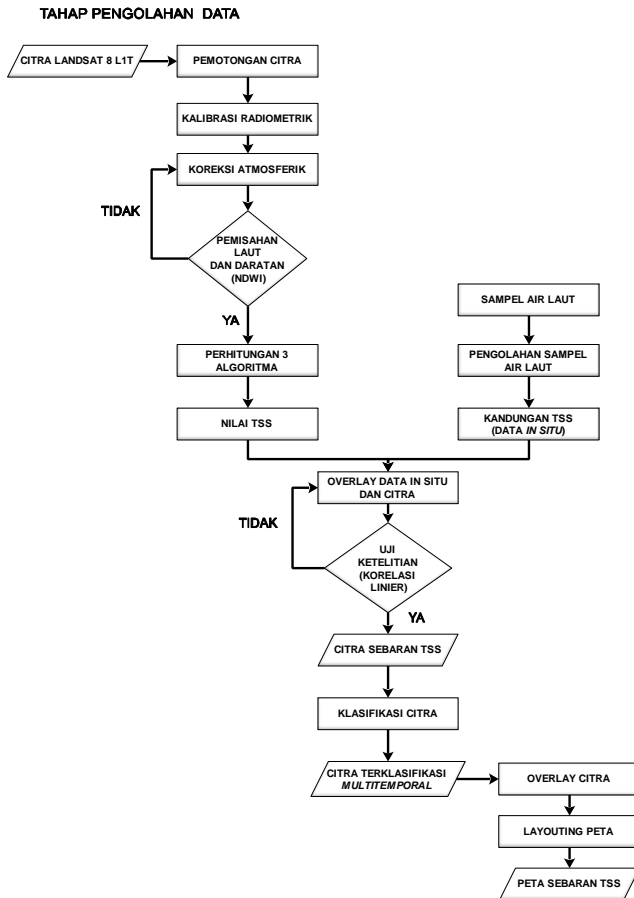 TAHAP PENGOLAHAN DATA
CITRA LANDSAT 8 L1T
PEMOTONGAN CITRA
KALIBRASI RADIOMETRIK
KOREKSI ATMOSFERIK
TIDAK
PEMISAHAN
LAUT
DAN DARATAN
(NDWI)
YA
PERHITUNGAN 3
ALGORITMA
NILAI TSS
SAMPEL AIR LAUT
PENGOLAHAN SAMPEL
AIR LAUT
KANDUNGAN TSS
(DATA IN SITU)
OVERLAY DATA IN SITU
DAN CITRA
TIDAK
UJI
KETELITIAN
(KORELASI
LINIER)
YA
CITRA SEBARAN TSS
KLASIFIKASI CITRA
CITRA TERKLASIFIKASI
MULTITEMPORAL
OVERLAY CITRA
LAYOUTING PETA
PETA SEBARAN TSS